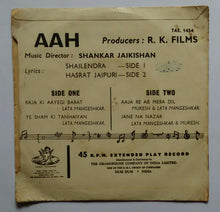 TAE. 1454
AAH
Producers: R. K. FILMS
Music Director: SHANKAR JAIKISHAN
Lyrics: SHAILENDRA — SIDE 1
HASRAT JAIPURI — SIDE 2
SIDE ONE
RAJA KI AAYEGI BARAT
LATA MANGESHKAR
YE SHAM KI TANHAIYAN
LATA MANGESHKAR
SIDE TWO
AAJA RE AB MERA DIL
MUKESH & LATA MANGESHKAR
JANE NA NAZAR
LATA MANGESHKAR & MUKESH
45 R.P.M. EXTENDED PLAY RECORD
THE GRAMOPHONE COMPANY OF INDIA LIMITED
DUM DUM • INDIA